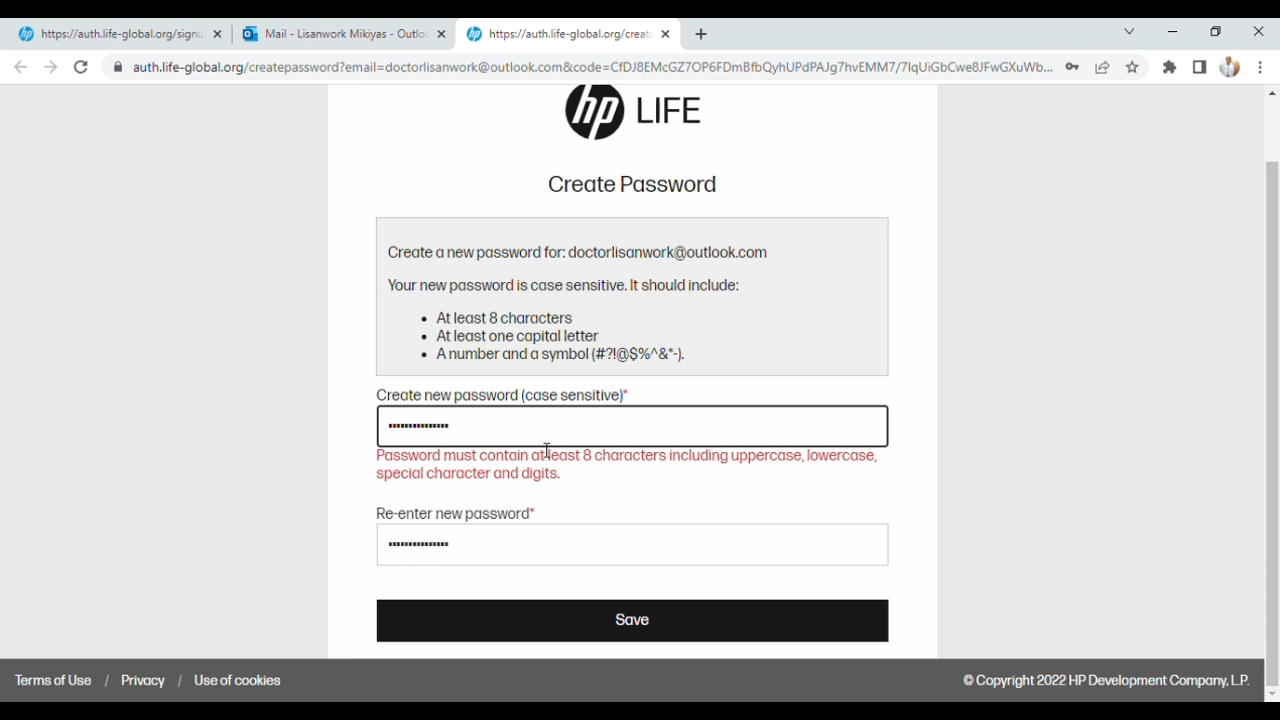 https://auth.life-global.org/signu
Mail - Lisanwork Mikiyas - Outloo
https://auth.life-global.org/creat
auth.life-global.org/createpassword?email=doctorlisanwork@outlook.com&code=CfDJ8EMcGZ7OP6FDmBfbQyhUPdPAJg7hvEMM7/7IqUiGbCwe8JFwGXuWb...
hp LIFE
Create Password
Create a new password for: doctorlisanwork@outlook.com
Your new password is case sensitive. It should include:
• At least 8 characters
• At least one capital letter
• A number and a symbol (#?!@$%^&*-).
Create new password (case sensitive)*
Password must contain at least 8 characters including uppercase, lowercase,
special character and digits.
Re-enter new password*
Save
Terms of Use / Privacy / Use of cookies
© Copyright 2022 HP Development Company, L.P.